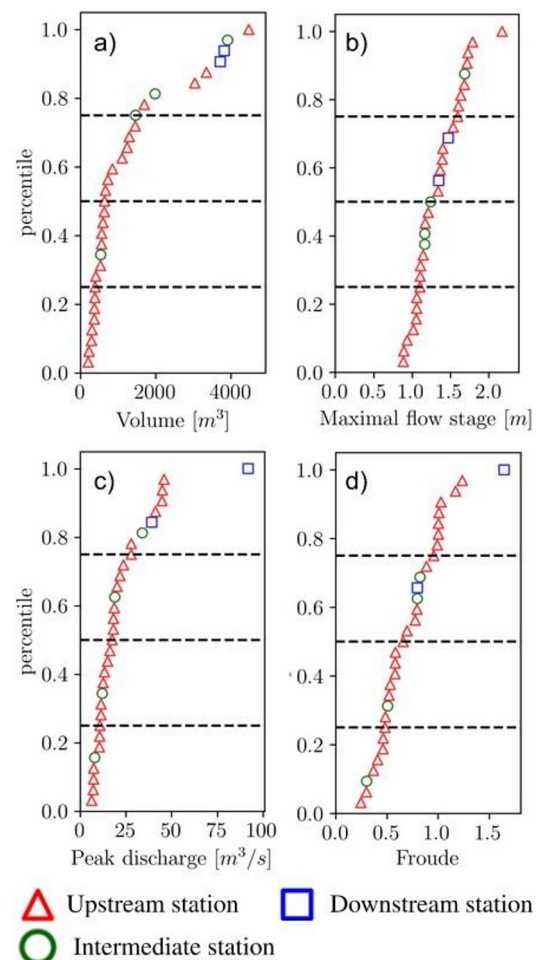 a)
1.0
0.8
0.6
0.4
0.2
0.0
percentile
0 2000 4000
Volume [m³]
b)
1.0
0.8
0.6
0.4
0.2
0.0
0.0 0.5 1.0 1.5 2.0
Maximal flow stage [m]
c)
1.0
0.8
0.6
0.4
0.2
0.0
percentile
0 25 50 75 100
Peak discharge [m³/s]
d)
1.0
0.8
0.6
0.4
0.2
0.0
0.0 0.5 1.0 1.5
Froude
Upstream station Downstream station
Intermediate station